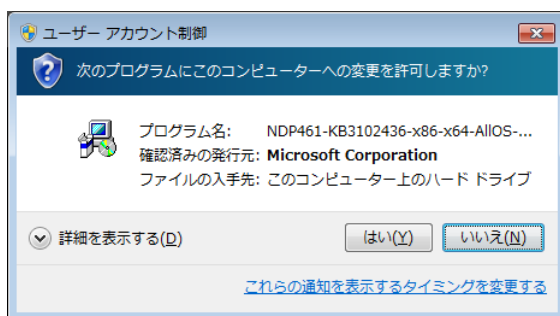 ユーザー アカウント制御
次のプログラムにこのコンピューターへの変更を許可しますか?
プログラム名: NDP461-KB3102436-x86-x64-AllOS-...
確認済みの発行元: Microsoft Corporation
ファイルの入手先: このコンピューター上のハード ドライブ
詳細を表示する(D) はい(Y) いいえ(N)
これらの通知を表示するタイミングを変更する